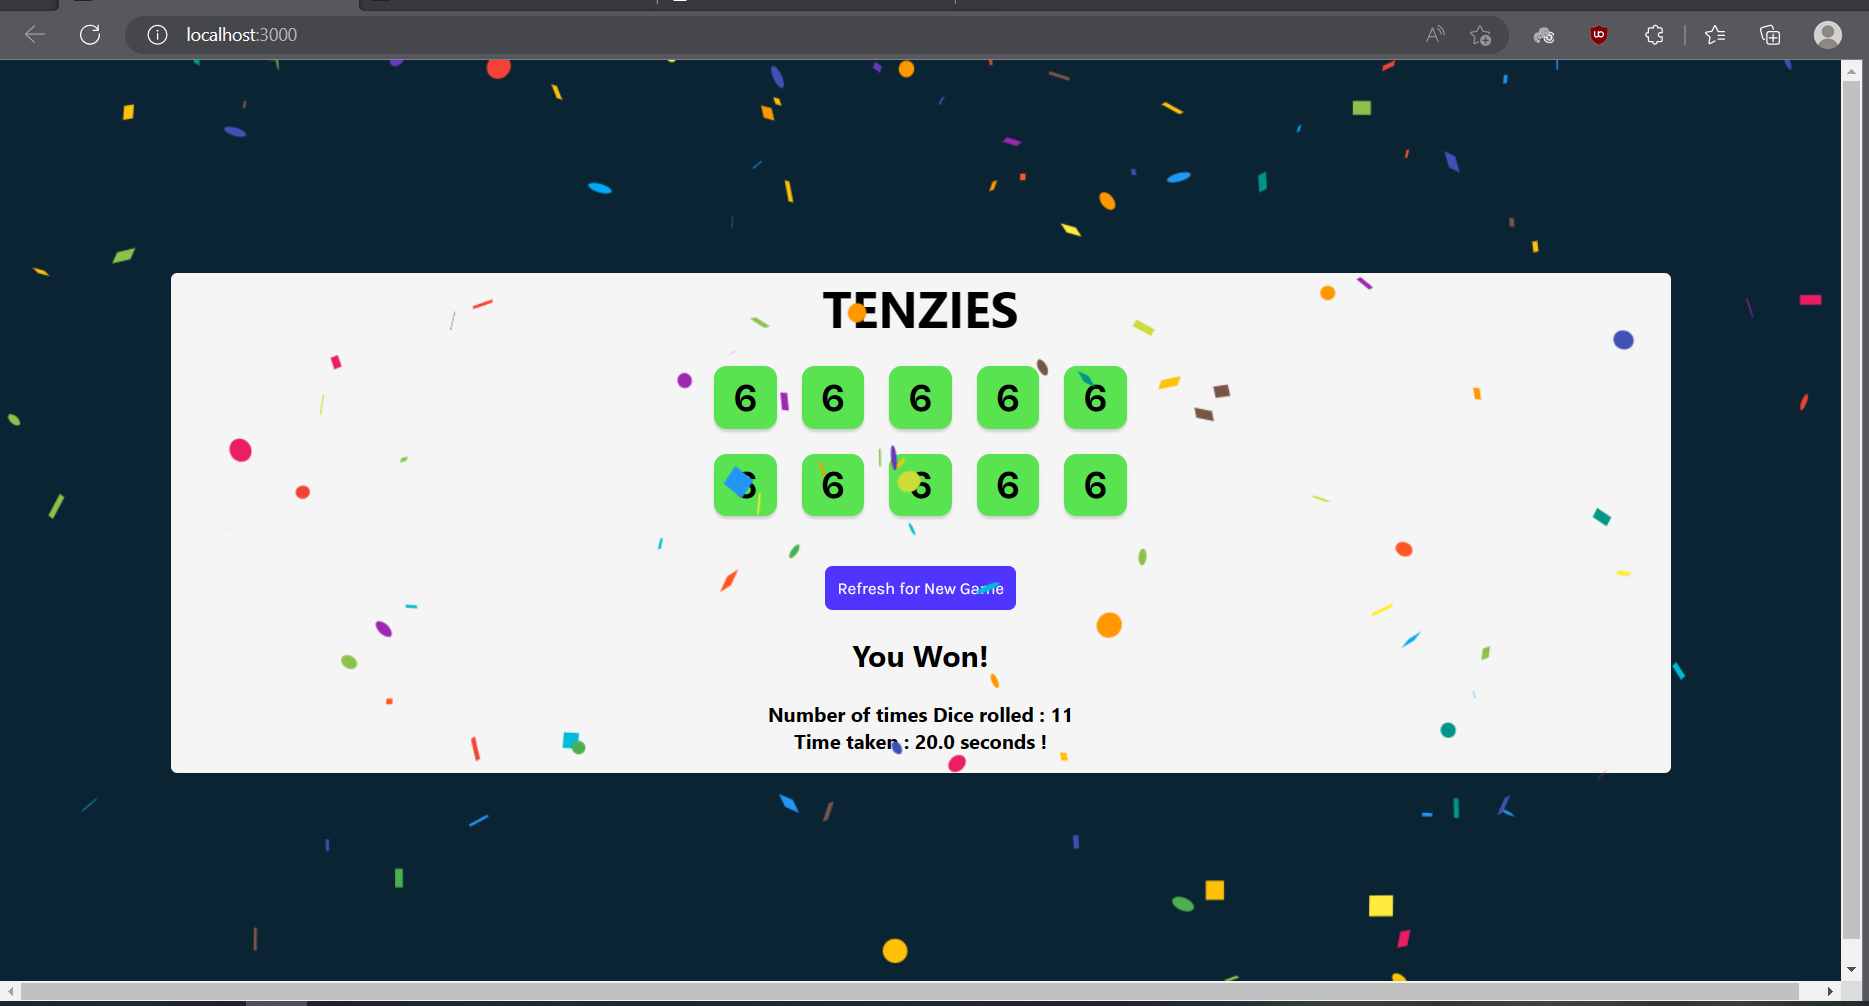 localhost:3000
TENZIES
6 6 6 6 6
6 6 6 6 6
Refresh for New Game
You Won!
Number of times Dice rolled : 11
Time taken : 20.0 seconds !